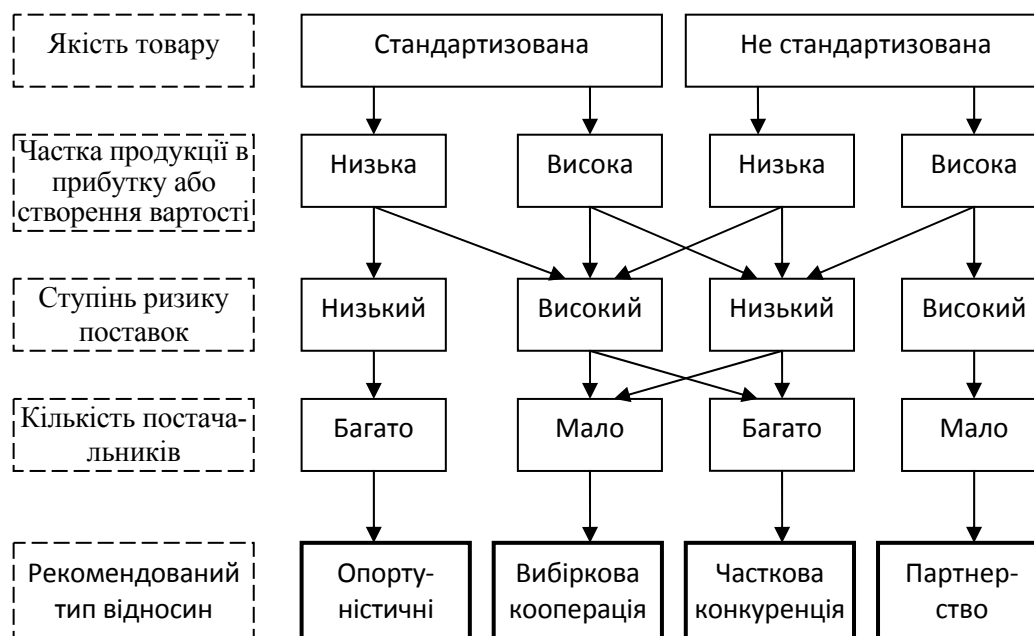 Якість товару
Стандартизована
Не стандартизована
Частка продукції в
прибутку або
створення вартості
Низька
Висока
Низька
Висока
Ступінь ризику
поставок
Низький
Високий
Низький
Високий
Кількість постача-
льників
Багато
Мало
Багато
Мало
Рекомендований
тип відносин
Опорту-
ністичні
Вибіркова
кооперація
Часткова
конкуренція
Партнер-
ство